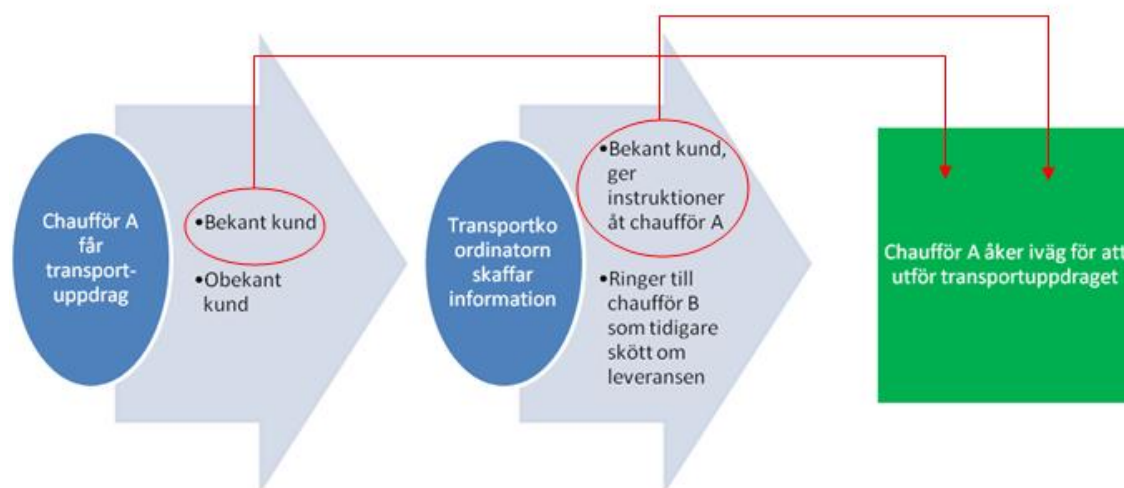 Chaufför A
får
transport-
uppdrag
•Bekant kund
•Obekant
kund
Transportko
ordinatorn
skaffar
information
•Bekant kund,
ger
instruktioner
åt chaufför A
•Ringer till
chaufför B
som tidigare
skött om
leveransen
Chaufför A åker iväg för att
utför transportuppdraget